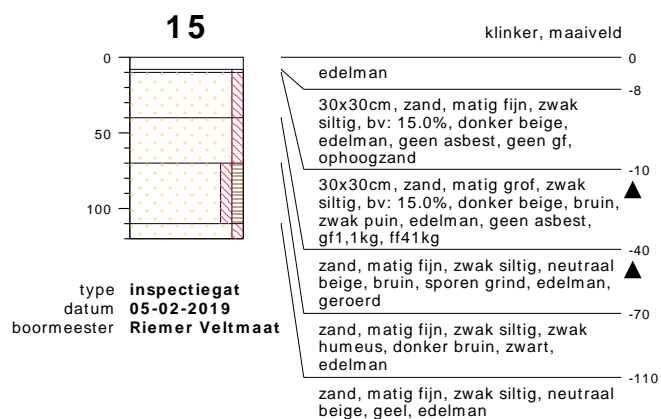 15
klinker, maaiveld
0
50
100
type inspectiegat
datum 05-02-2019
boormeester Riemer Veltmaat
0
edelman
-8
30x30cm, zand, matig fijn, zwak
siltig, bv: 15.0%, donker beige,
edelman, geen asbest, geen gf,
ophoogzand
-10
30x30cm, zand, matig grof, zwak
siltig, bv: 15.0%, donker beige, bruin,
zwak puin, edelman, geen asbest,
gf1,1kg, ff41kg
-40
zand, matig fijn, zwak siltig, neutraal
beige, bruin, sporen grind, edelman,
geroerd
-70
zand, matig fijn, zwak siltig, zwak
humeus, donker bruin, zwart,
edelman
-110
zand, matig fijn, zwak siltig, neutraal
beige, geel, edelman